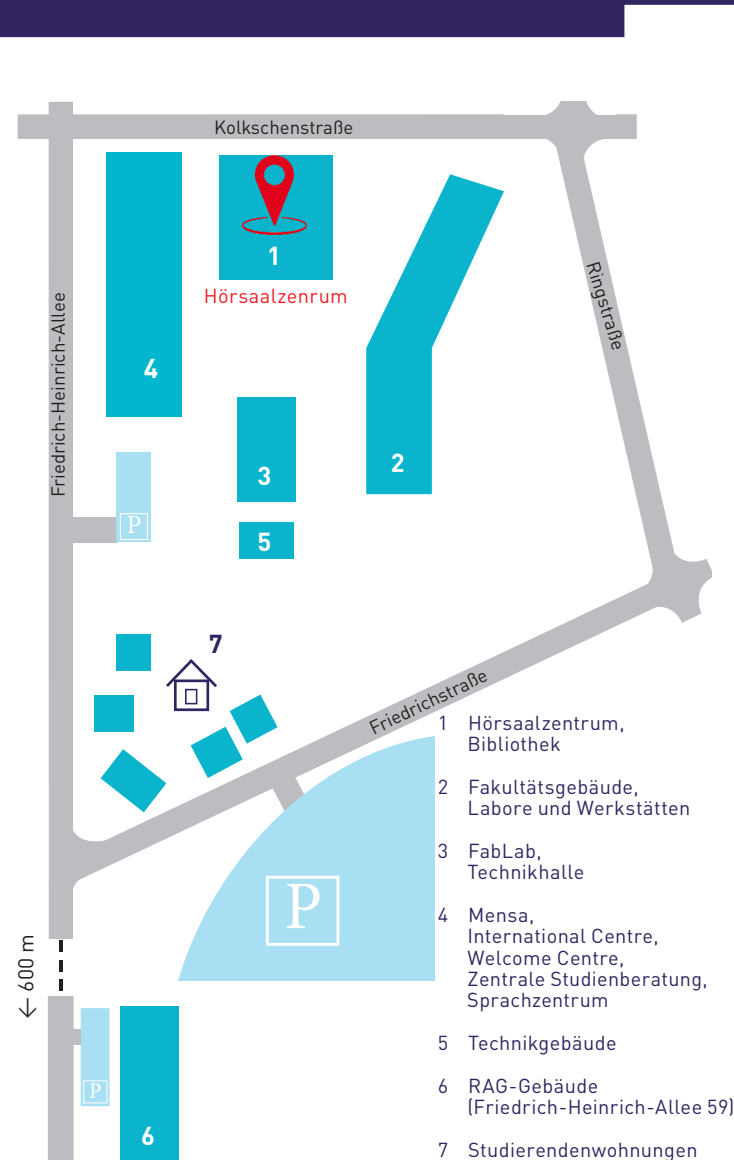 Kolkschenstraße
1
Hörsaalzenrum
Ringstraße
Friedrich-Heinrich-Allee
4
2
3
P
5
7
Friedrichstraße
P
← 600 m
P
6
1 Hörsaalzentrum,
Bibliothek
2 Fakultätsgebäude,
Labore und Werkstätten
3 FabLab,
Technikhalle
4 Mensa,
International Centre,
Welcome Centre,
Zentrale Studienberatung,
Sprachzentrum
5 Technikgebäude
6 RAG-Gebäude
(Friedrich-Heinrich-Allee 59)
7 Studierendenwohnungen